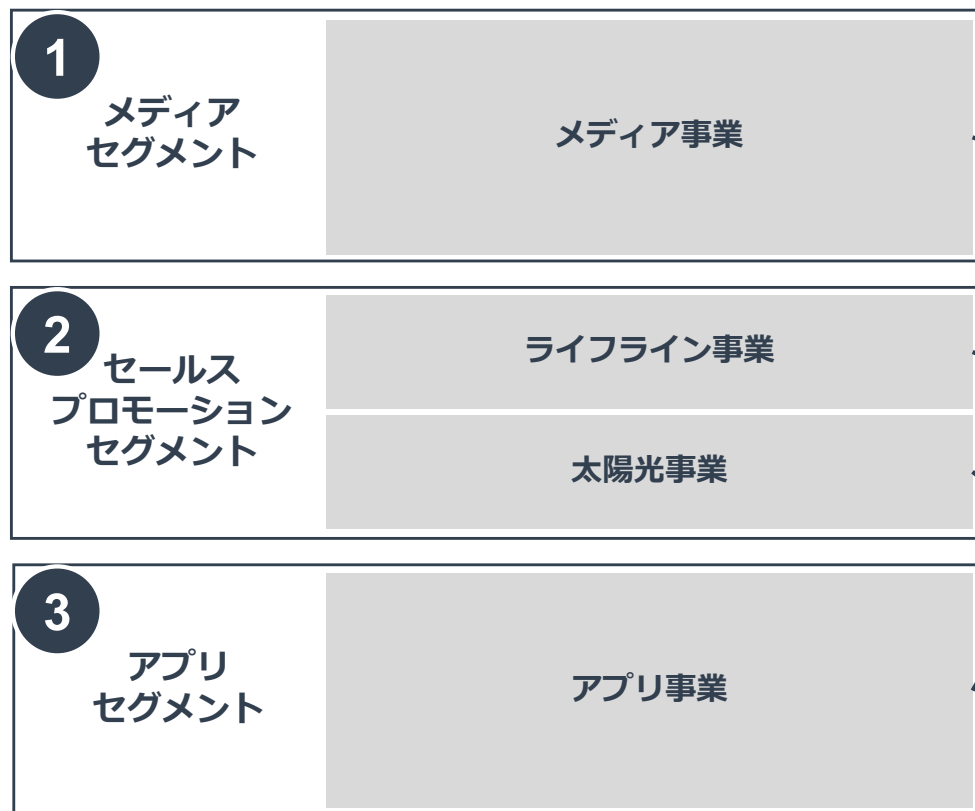 1
メディア
セグメント
メディア事業
2
セールス
プロモーション
セグメント
ライフライン事業
太陽光事業
3
アプリ
セグメント
アプリ事業